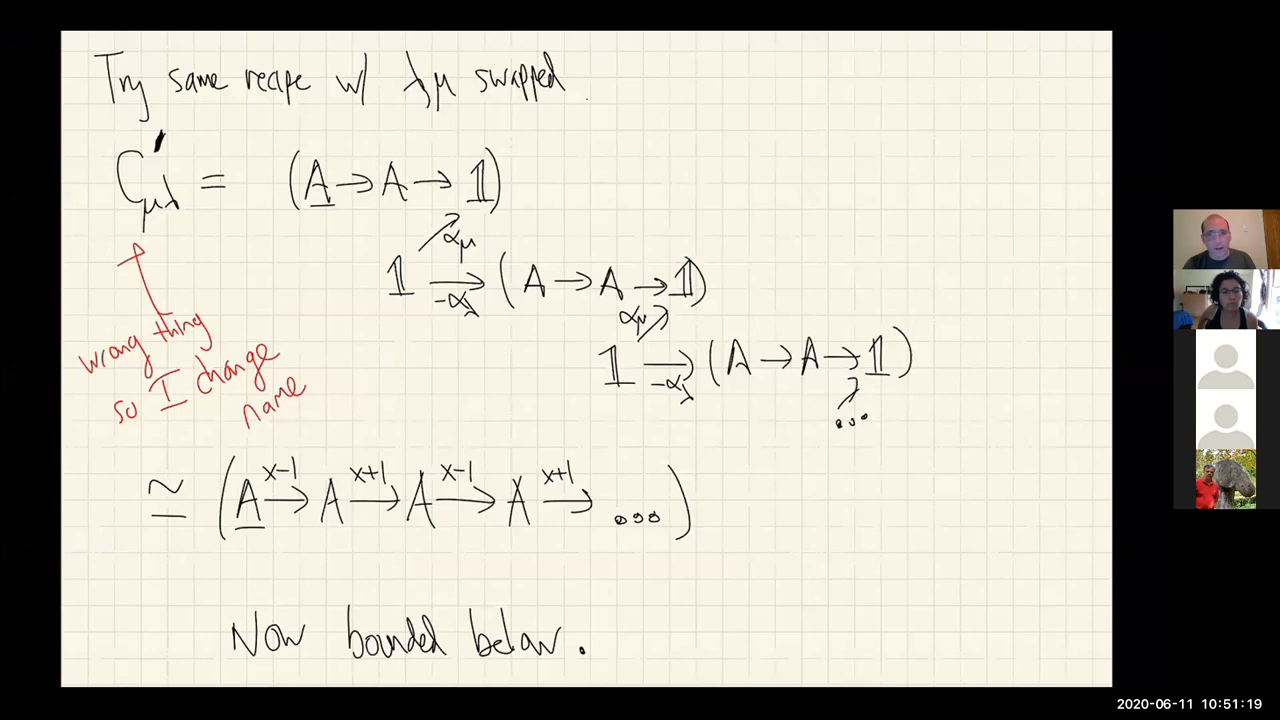 Try same recipe w/ λ, μ swapped
C'μλ = (A → A → 𝟙)
↗ αμ
𝟙 → -αλ (A → A → 𝟙)
αμ ↗
𝟙 → -αλ (A → A → 𝟙)
↗
...
wrong thing
so I change
name
≃ (A x-1→ A x+1→ A x-1→ A x+1→ ...)
Now bounded below.
2020-06-11 10:51:19